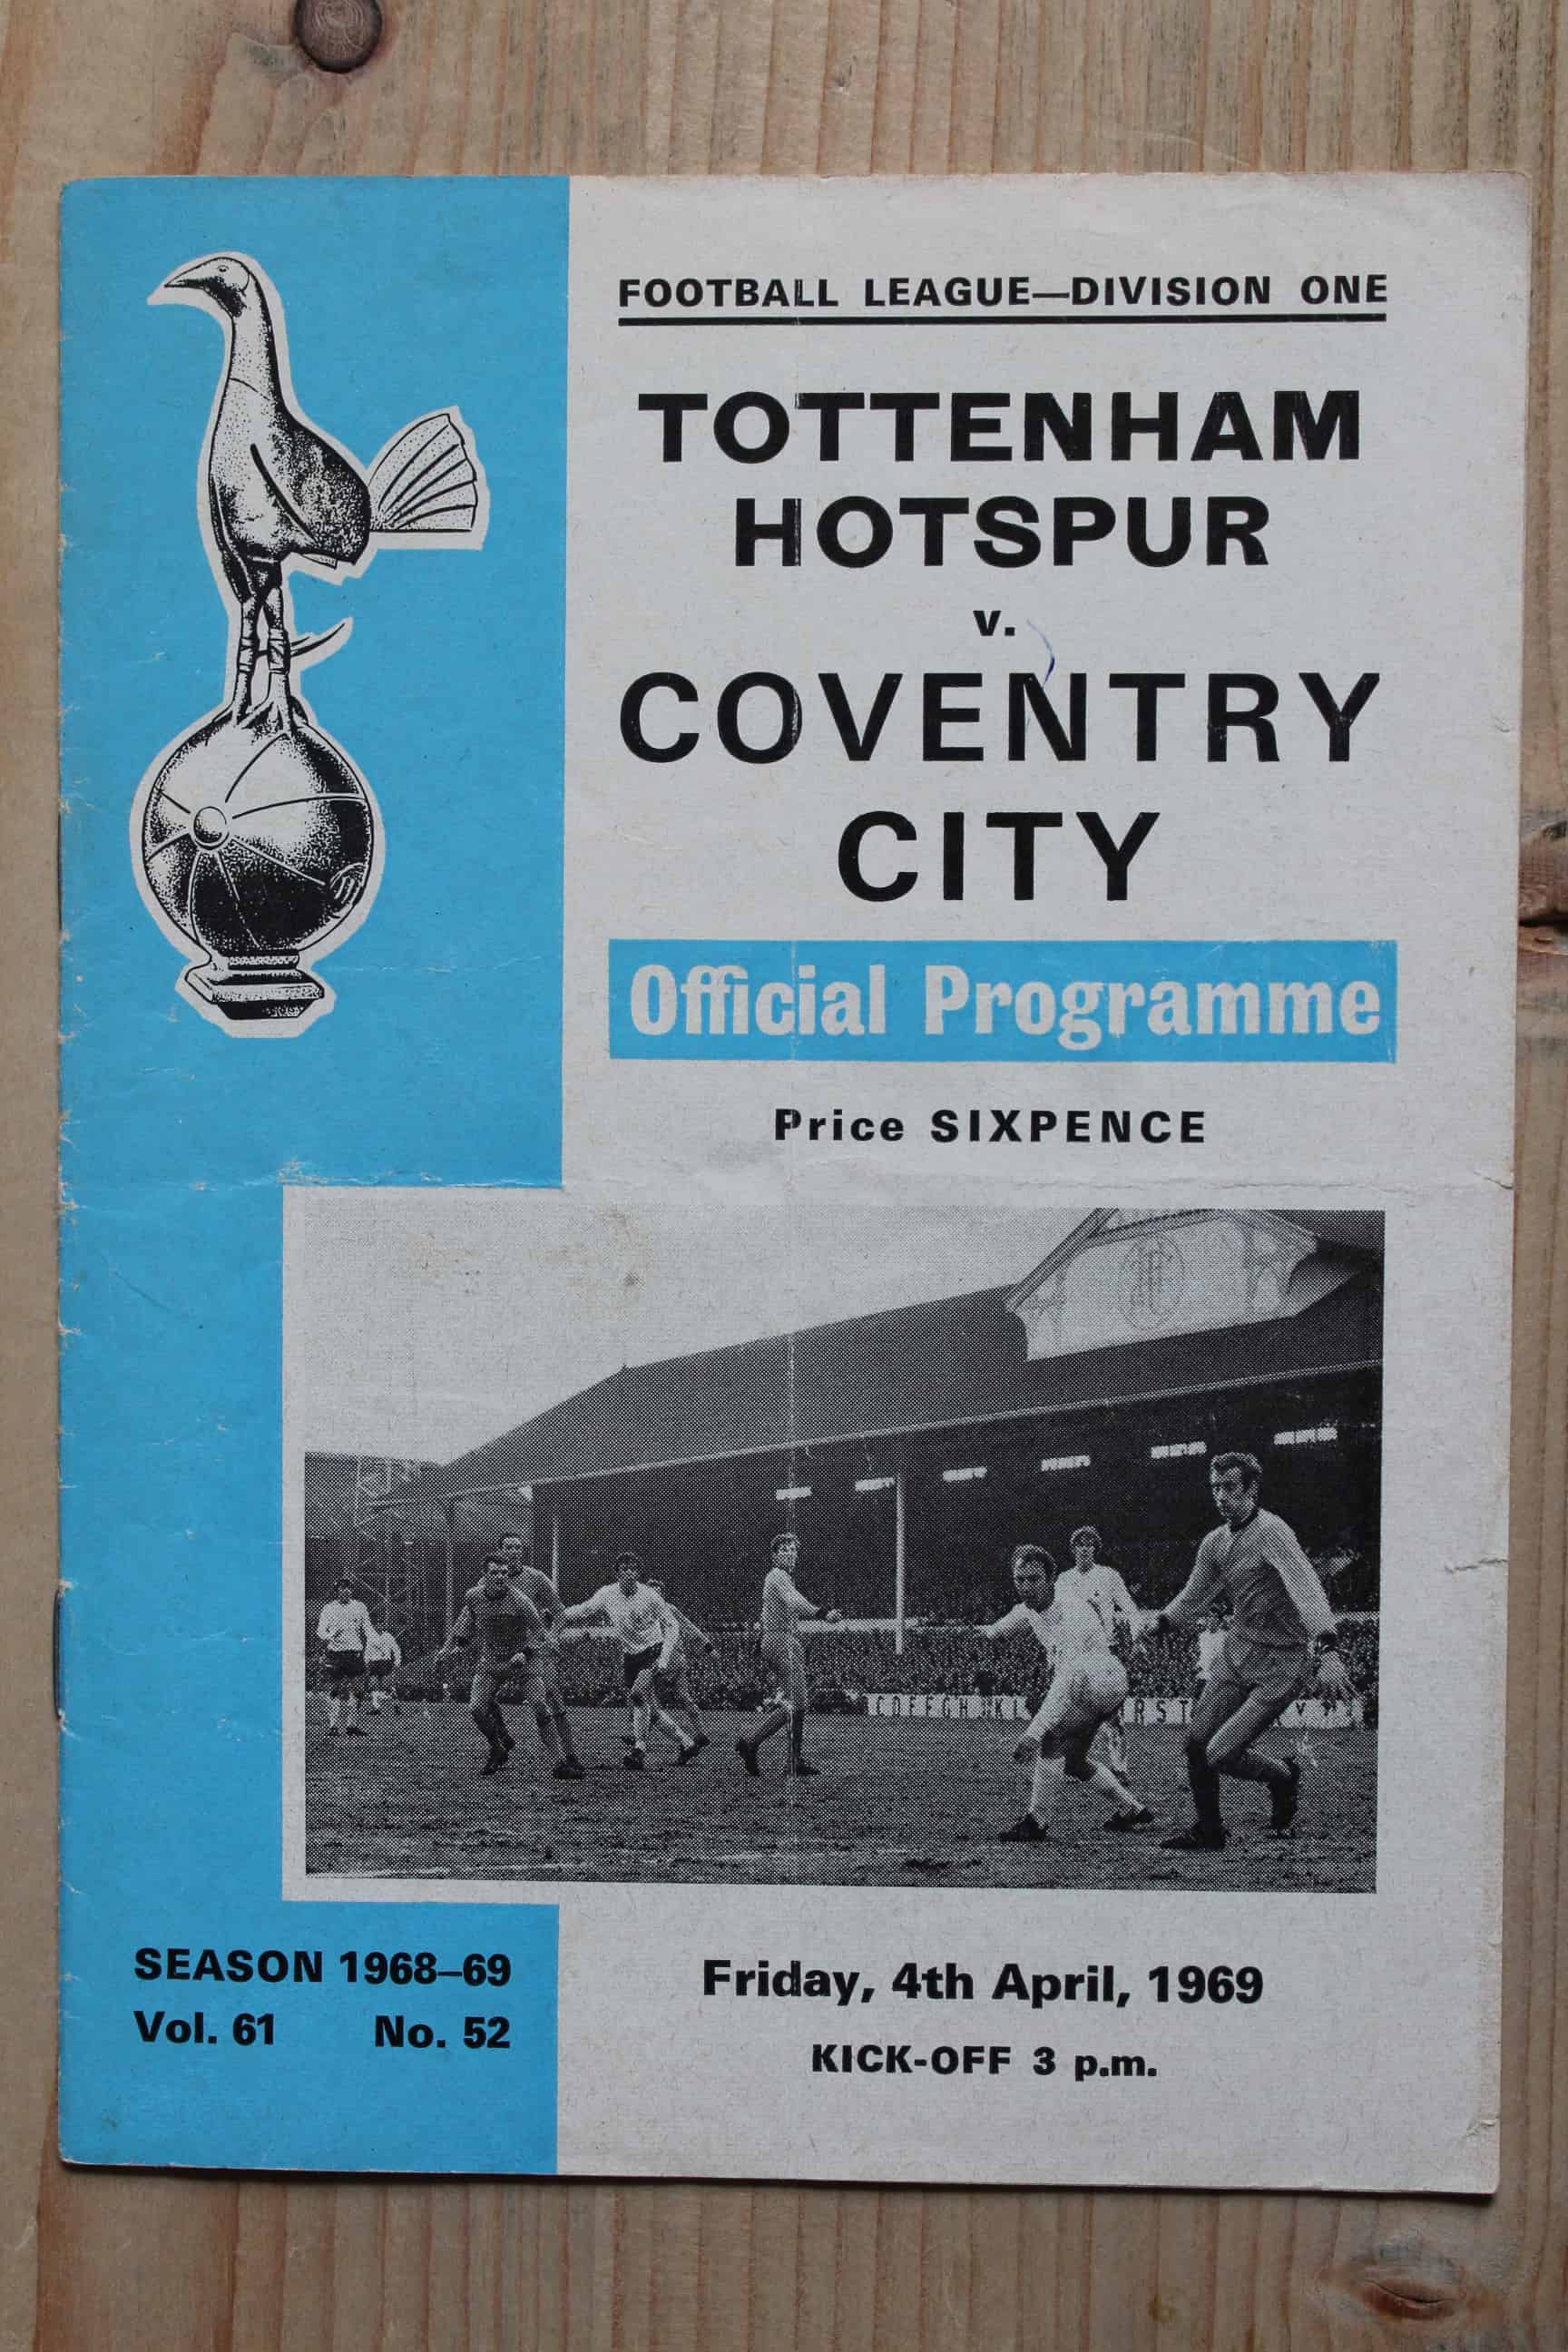 FOOTBALL LEAGUE—DIVISION ONE
TOTTENHAM
HOTSPUR
v.
COVENTRY
CITY
Official Programme
Price SIXPENCE
C D E F G H
R S T
SEASON 1968–69
Vol. 61 No. 52
Friday, 4th April, 1969
KICK-OFF 3 p.m.